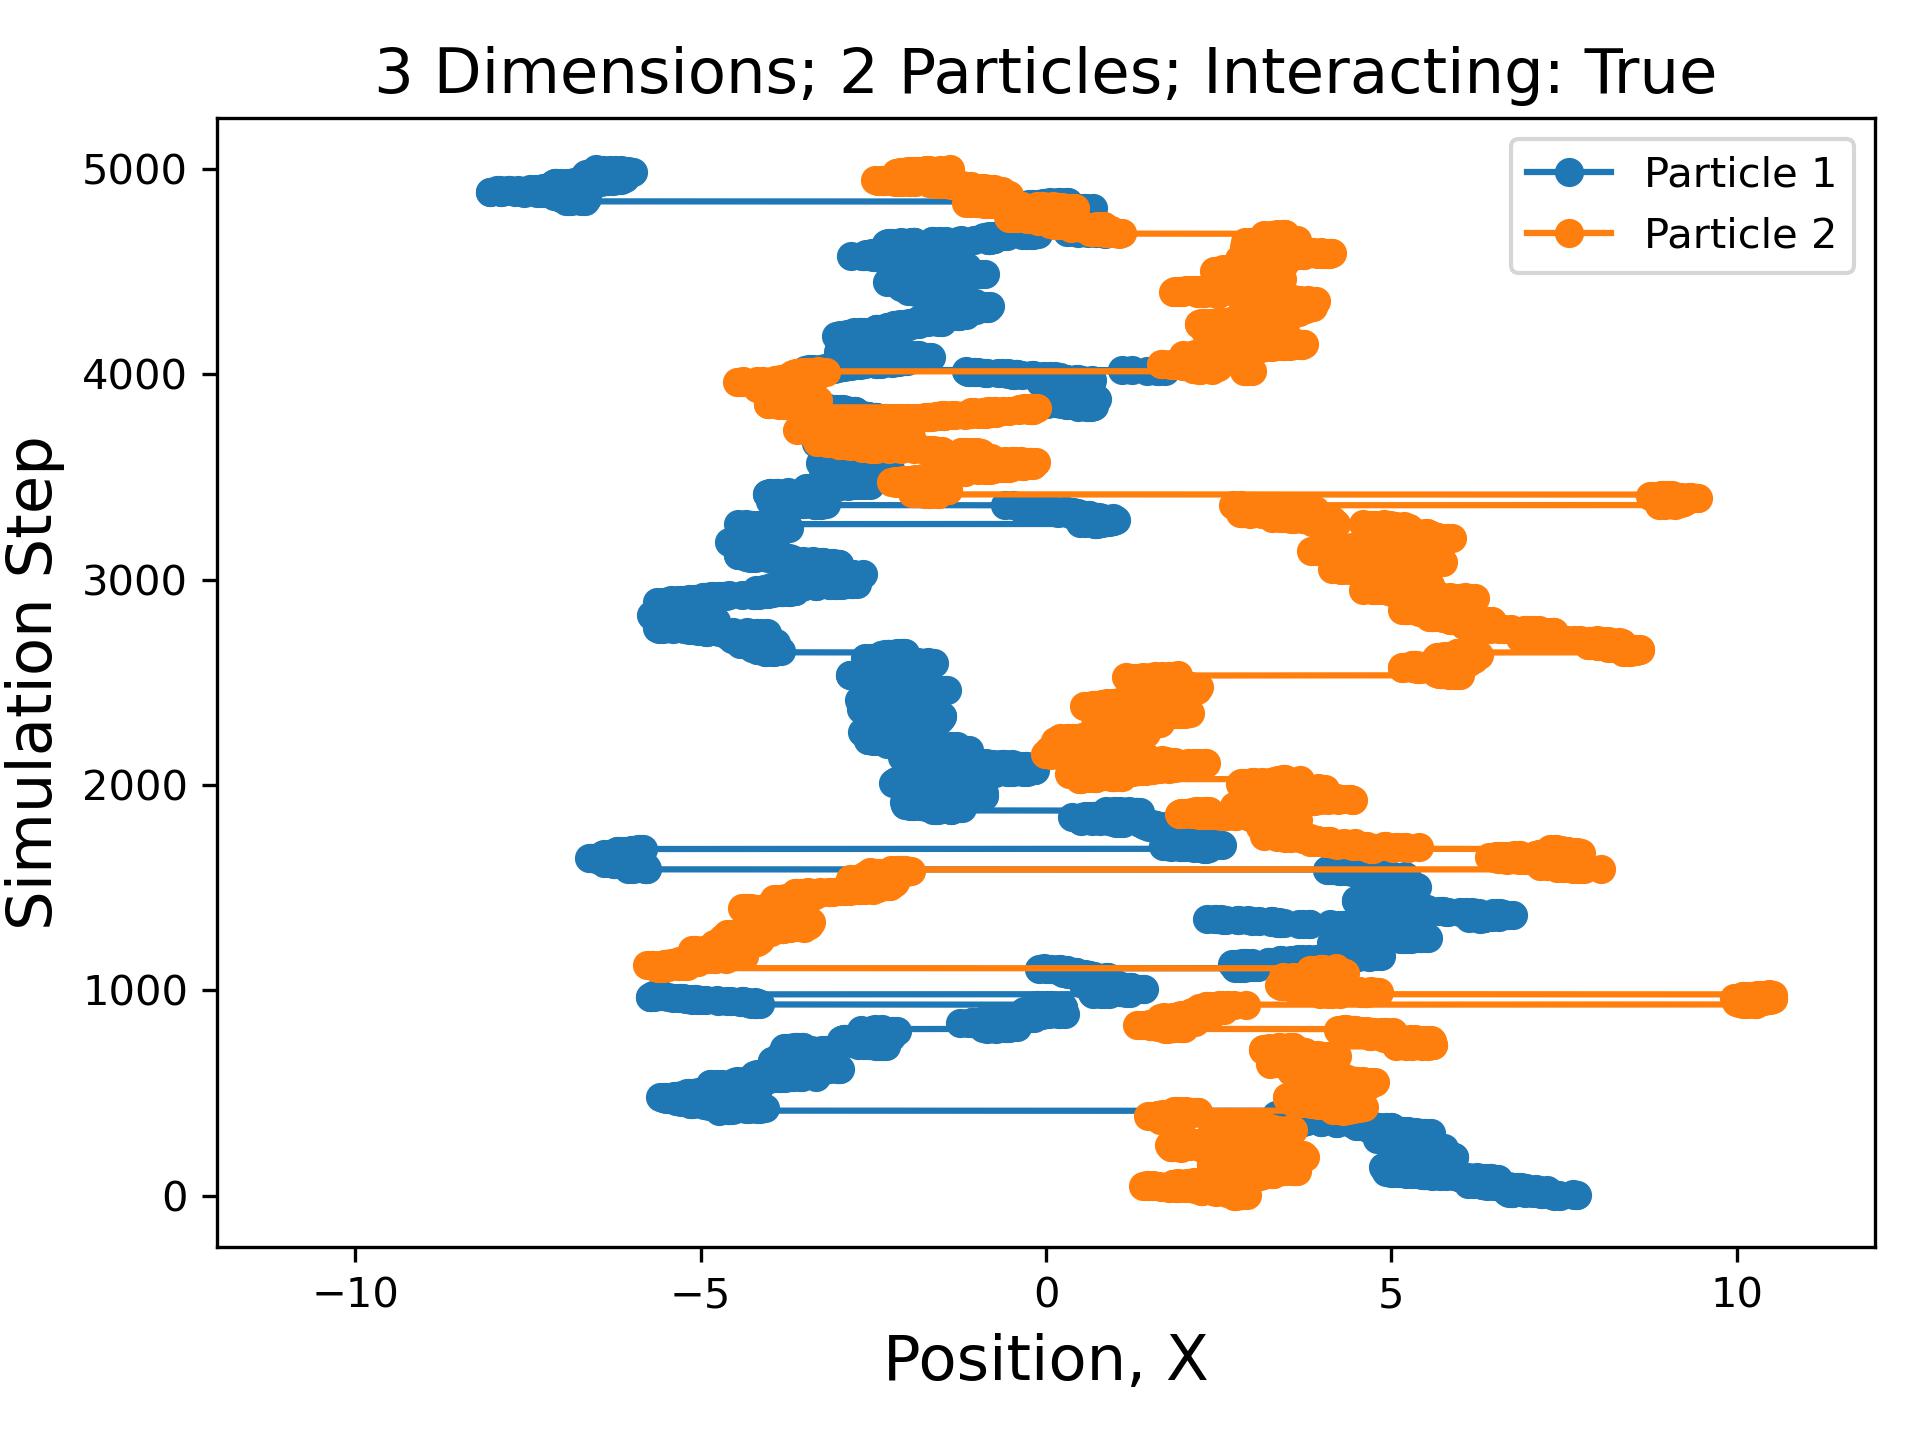 3 Dimensions; 2 Particles; Interacting: True
Particle 1
Particle 2
Simulation Step
5000
4000
3000
2000
1000
0
−10
−5
0
5
10
Position, X